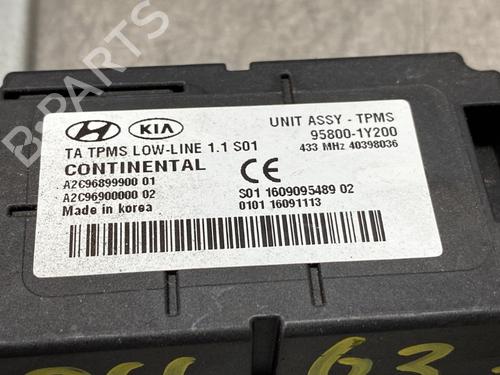 B-PARTS
HYUNDAI KIA
UNIT ASSY - TPMS
95800-1Y200
TA TPMS LOW-LINE 1.1 S01
433 MHz 40398036
CONTINENTAL
A2C96899900 01
A2C96900000 02
S01 1609095489 02
Made in korea
0101 16091113